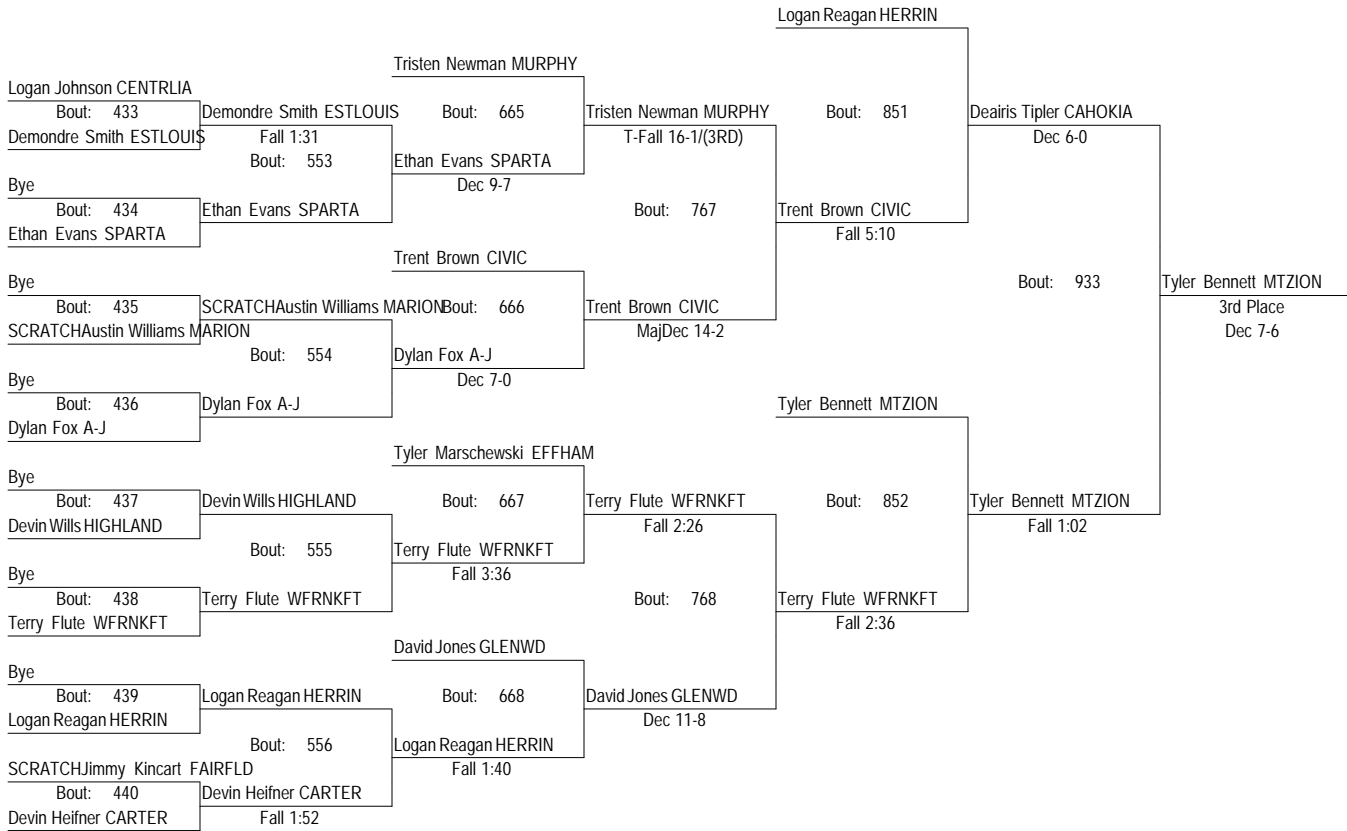 Logan Reagan HERRIN
Tristen Newman MURPHY
Logan Johnson CENTRLIA
Bout: 433
Demondre Smith ESTLOUIS
Bout: 665
Tristen Newman MURPHY
Bout: 851
Deairis Tipler CAHOKIA
Demondre Smith ESTLOUIS
Fall 1:31
T-Fall 16-1/(3RD)
Dec 6-0
Bout: 553
Ethan Evans SPARTA
Bye
Dec 9-7
Bout: 434
Ethan Evans SPARTA
Bout: 767
Trent Brown CIVIC
Ethan Evans SPARTA
Fall 5:10
Trent Brown CIVIC
Bye
Bout: 933
Tyler Bennett MTZION
Bout: 435
SCRATCHAustin Williams MARION
Bout: 666
Trent Brown CIVIC
3rd Place
SCRATCHAustin Williams MARION
MajDec 14-2
Dec 7-6
Bout: 554
Dylan Fox A-J
Bye
Dec 7-0
Bout: 436
Dylan Fox A-J
Tyler Bennett MTZION
Dylan Fox A-J
Tyler Marschewski EFFHAM
Bye
Bout: 437
Devin Wills HIGHLAND
Bout: 667
Terry Flute WFRNKFT
Bout: 852
Tyler Bennett MTZION
Devin Wills HIGHLAND
Fall 2:26
Fall 1:02
Bout: 555
Terry Flute WFRNKFT
Bye
Fall 3:36
Bout: 438
Terry Flute WFRNKFT
Bout: 768
Terry Flute WFRNKFT
Terry Flute WFRNKFT
Fall 2:36
David Jones GLENWD
Bye
Bout: 439
Logan Reagan HERRIN
Bout: 668
David Jones GLENWD
Logan Reagan HERRIN
Dec 11-8
Bout: 556
Logan Reagan HERRIN
SCRATCHJimmy Kincart FAIRFLD
Fall 1:40
Bout: 440
Devin Heifner CARTER
Devin Heifner CARTER
Fall 1:52